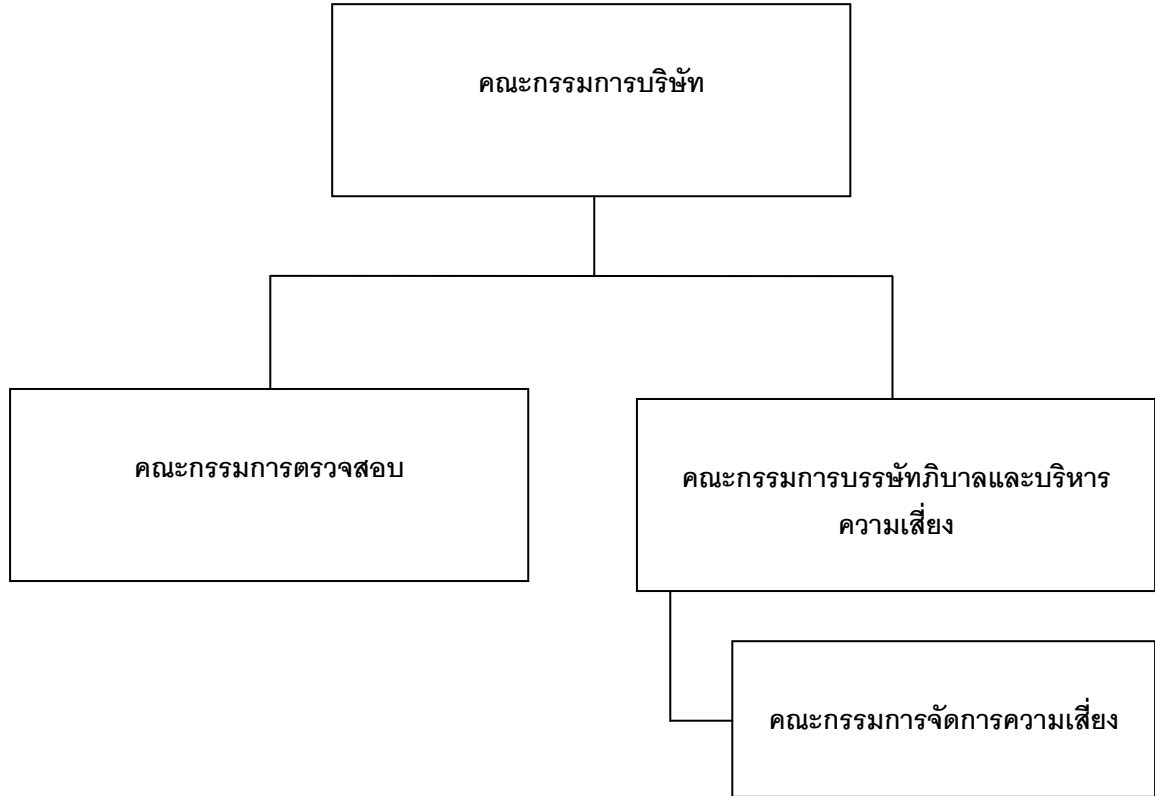 คณะกรรมการบริษัท
คณะกรรมการตรวจสอบ
คณะกรรมการบรรษัทภิบาลและบริหาร
ความเสี่ยง
คณะกรรมการจัดการความเสี่ยง